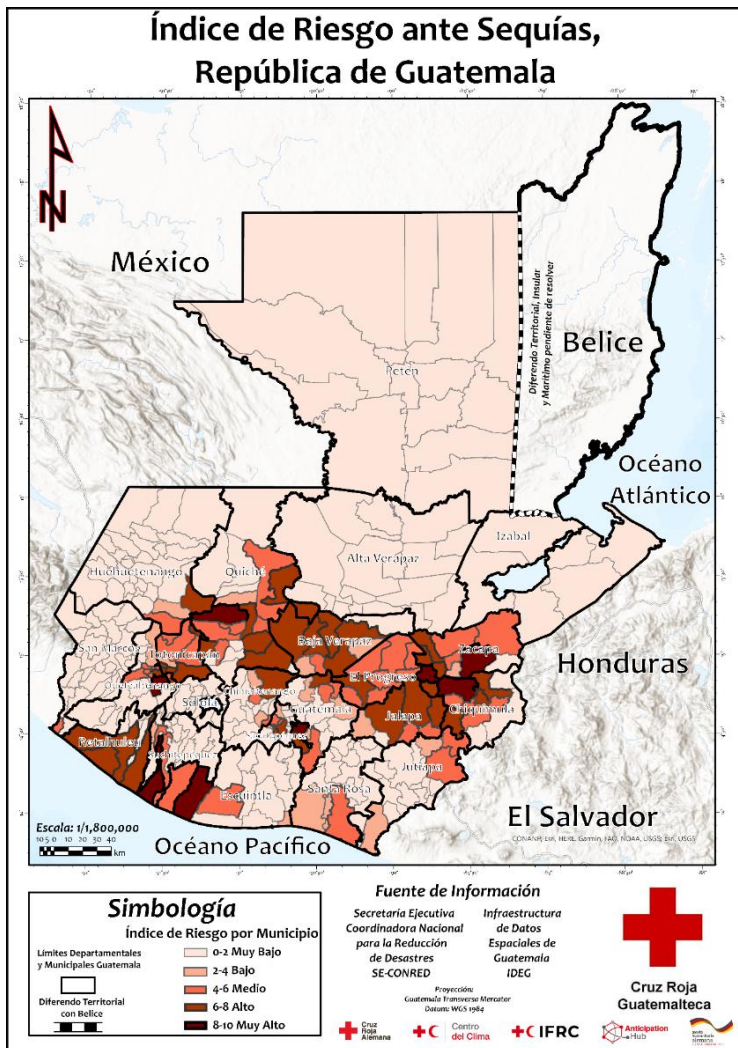 Índice de Riesgo ante Sequías,
República de Guatemala
N
México
Belice
Diferendo Territorial, Insular
y Marítimo pendiente de resolver
Petén
Océano
Atlántico
Izabal
Alta Verapaz
Huehuetenango
Quiché
Baja Verapaz
Zacapa
San Marcos
Totonicapán
El Progreso
Honduras
Quetzaltenango
Sololá
Chimaltenango
Guatemala
Chiquimula
Jalapa
Retalhuleu
Suchitepéquez
Jutiapa
Escuintla
Santa Rosa
El Salvador
Océano Pacífico
Escala: 1/1,800,000
10 5 0 10 20 30 40
km
CONANP, Esri, HERE, Garmin, FAO, NOAA, USGS; Esri, USGS
Simbología
Índice de Riesgo por Municipio
Límites Departamentales
y Municipales Guatemala
Diferendo Territorial
con Belice
0-2 Muy Bajo
2-4 Bajo
4-6 Medio
6-8 Alto
8-10 Muy Alto
Fuente de Información
Secretaría Ejecutiva
Coordinadora Nacional
para la Reducción
de Desastres
SE-CONRED
Infraestructura
de Datos
Espaciales de
Guatemala
IDEG
Proyección:
Guatemala Transversa Mercator
Datum: WGS 1984
Cruz Roja
Guatemalteca
Cruz
Roja
Alemana
Centro
del Clima
IFRC
Anticipation
Hub